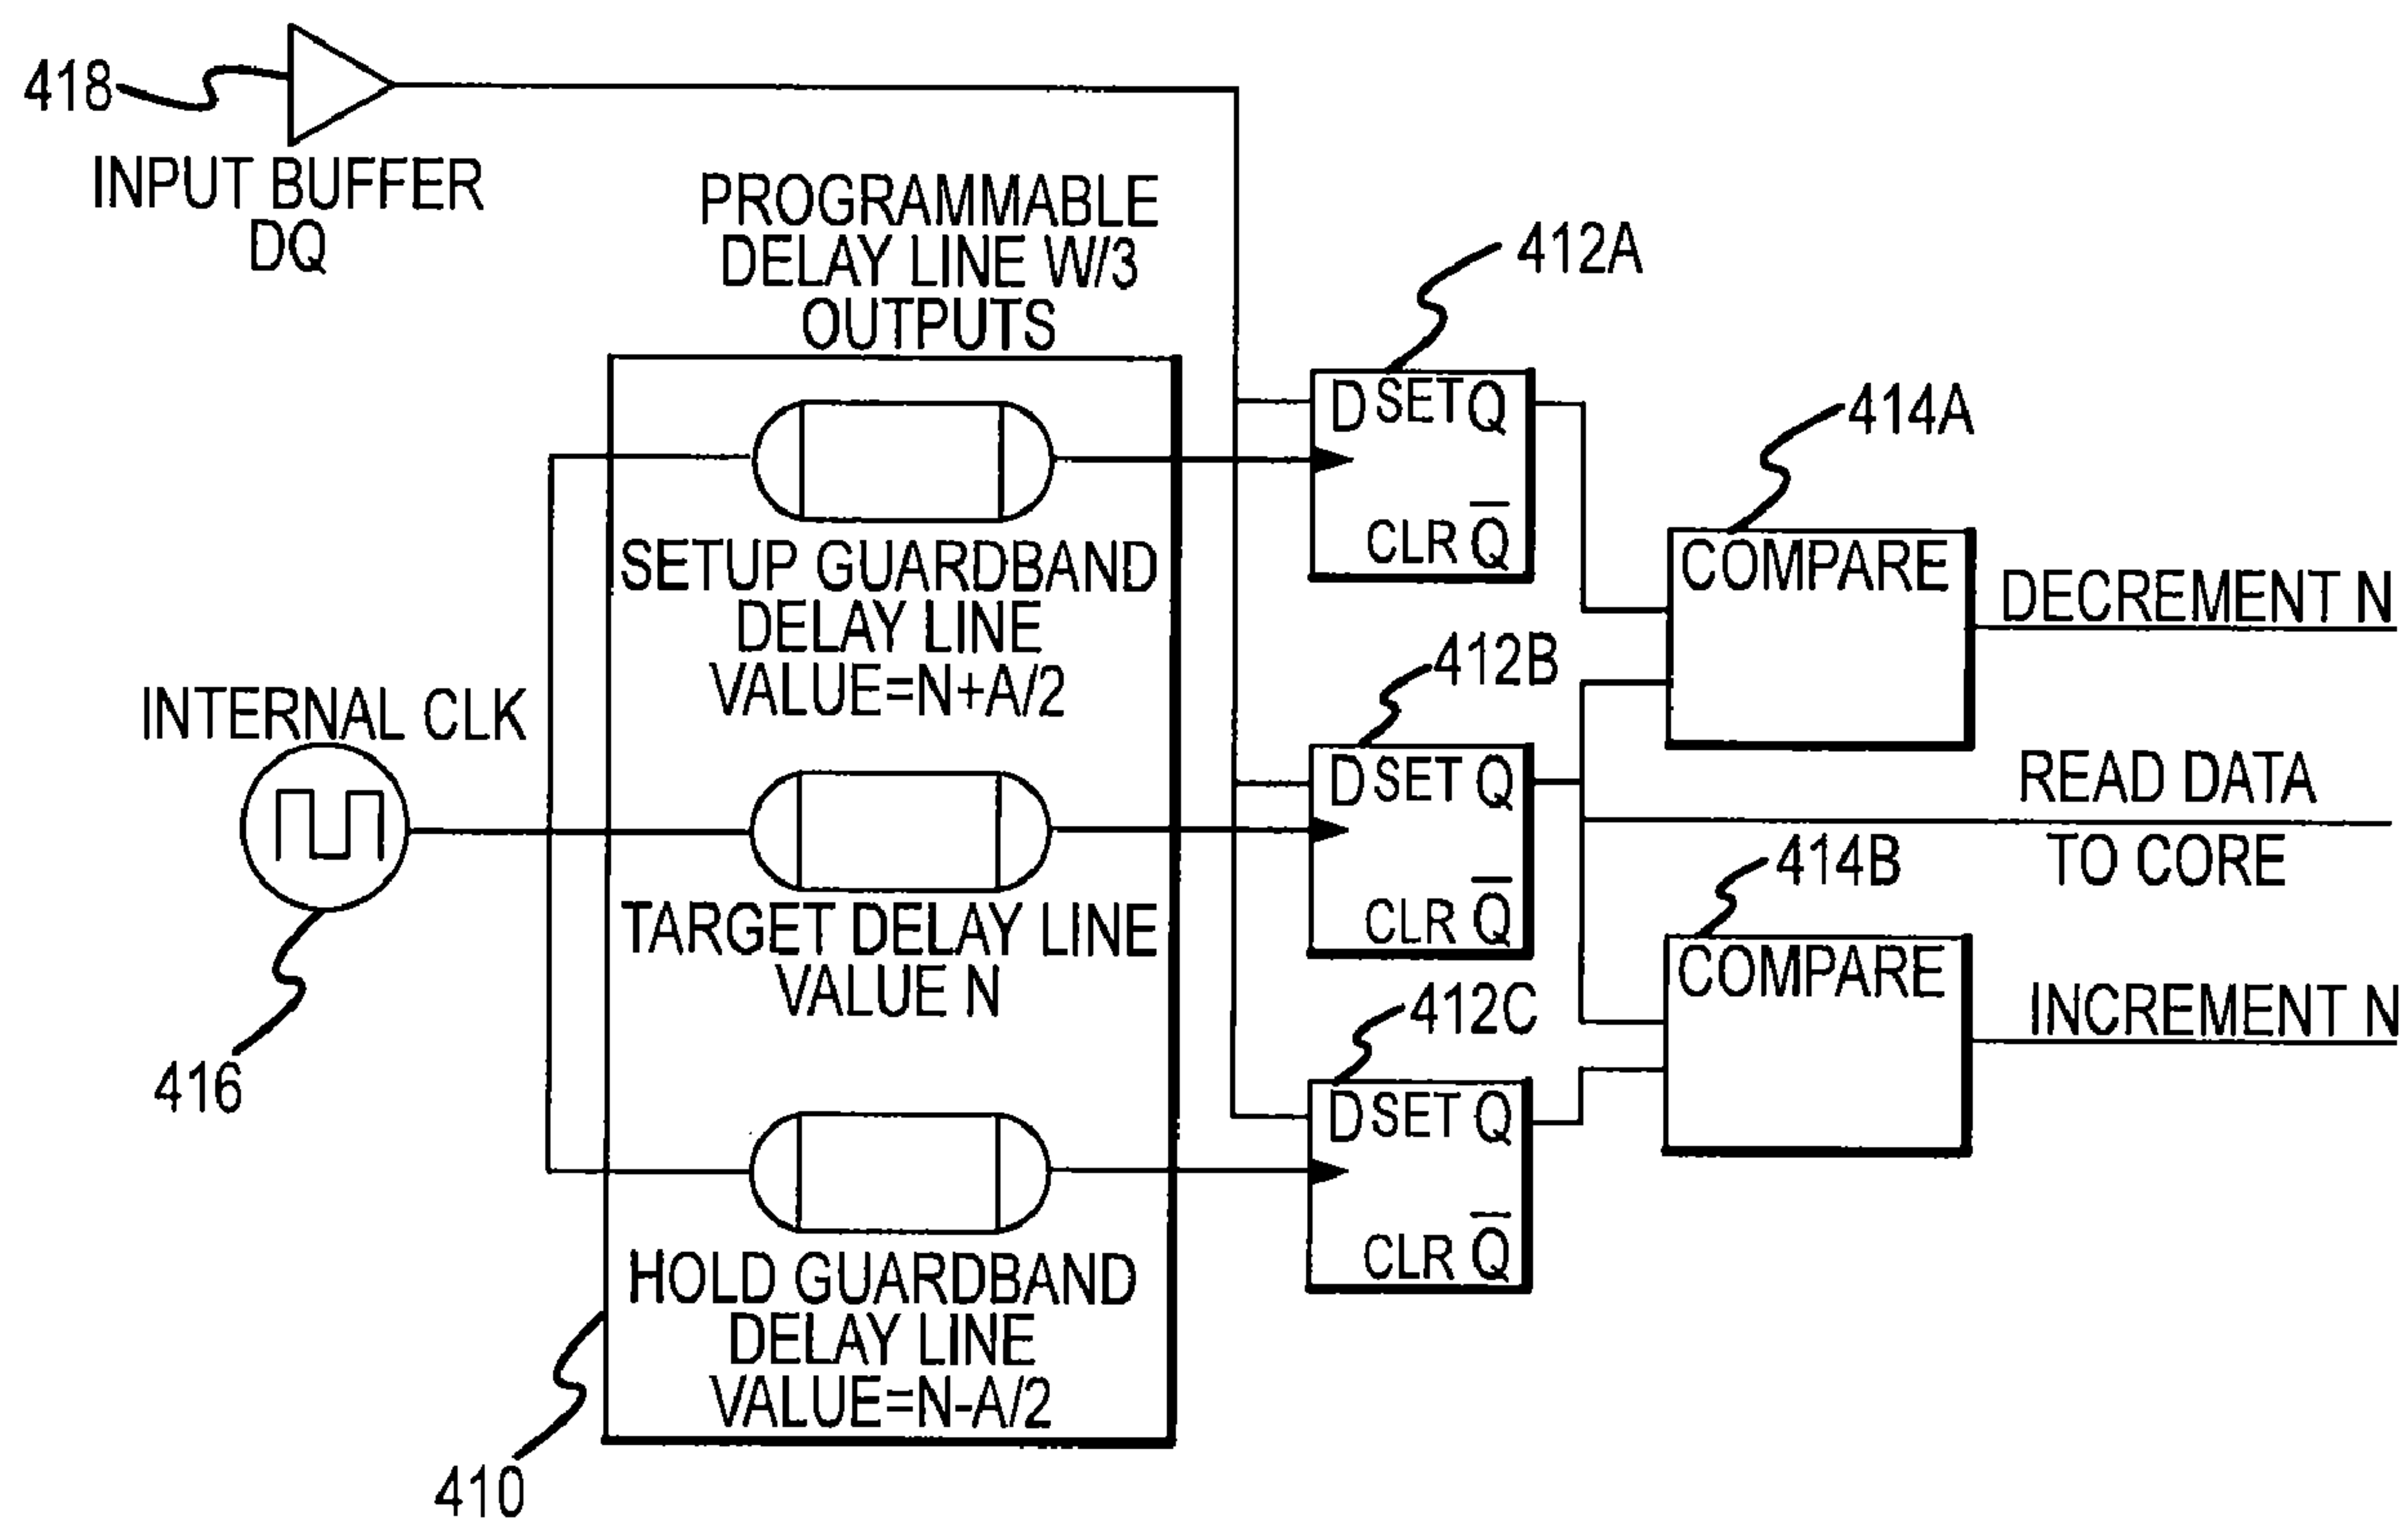 418
INPUT BUFFER
DQ
PROGRAMMABLE
DELAY LINE W/3
OUTPUTS
412A
D SET Q
CLR Q̅
414A
COMPARE
DECREMENT N
SETUP GUARDBAND
DELAY LINE
VALUE=N+A/2
INTERNAL CLK
416
412B
D SET Q
CLR Q̅
READ DATA
TO CORE
TARGET DELAY LINE
VALUE N
414B
COMPARE
INCREMENT N
412C
D SET Q
CLR Q̅
HOLD GUARDBAND
DELAY LINE
VALUE=N-A/2
410